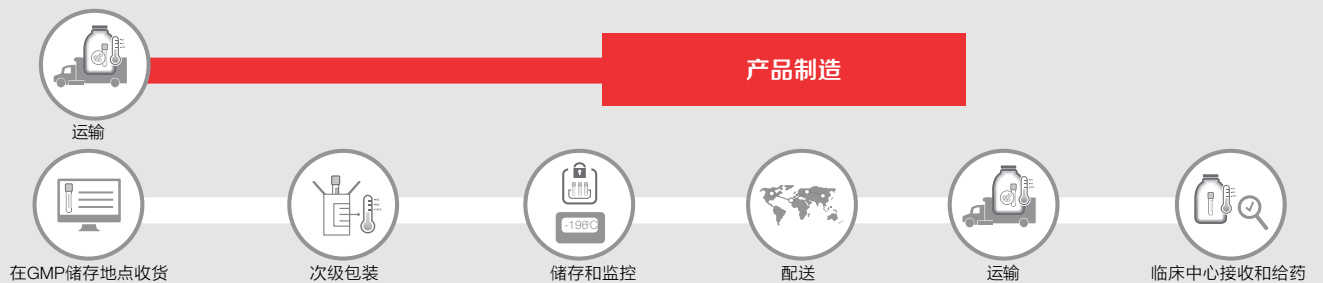 产品制造
运输
-196°C
在GMP储存地点收货
次级包装
储存和监控
配送
运输
临床中心接收和给药